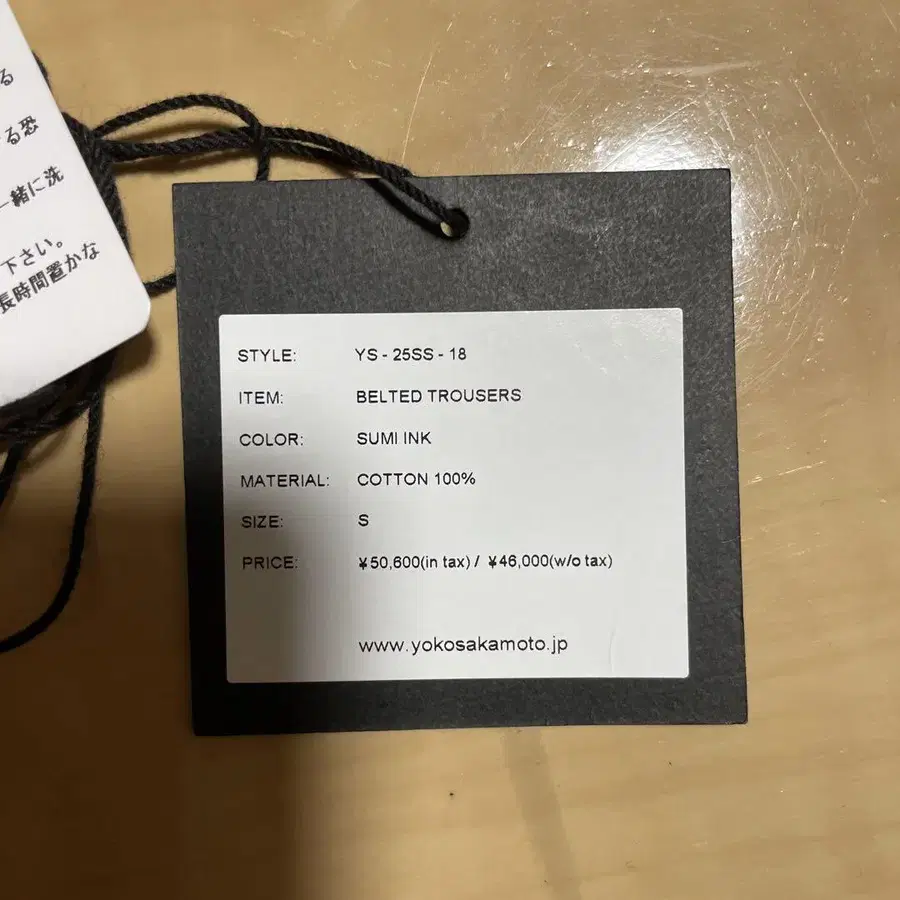 る
る恐
一緒に洗
下さい。
長時間置かな
STYLE: YS - 25SS - 18
ITEM: BELTED TROUSERS
COLOR: SUMI INK
MATERIAL: COTTON 100%
SIZE: S
PRICE: ¥50,600(in tax) / ¥46,000(w/o tax)
www.yokosakamoto.jp